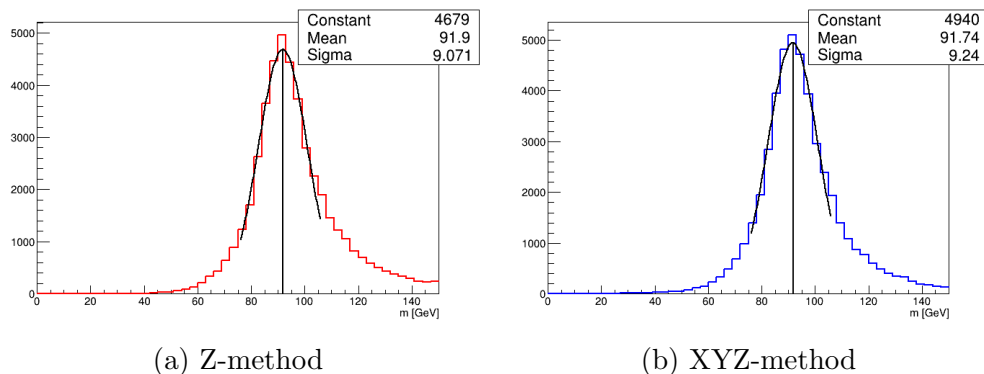 Constant 4679
Mean 91.9
Sigma 9.071
5000
4000
3000
2000
1000
0
0 20 40 60 80 100 120 140
m [GeV]
(a) Z-method
Constant 4940
Mean 91.74
Sigma 9.24
5000
4000
3000
2000
1000
0
0 20 40 60 80 100 120 140
m [GeV]
(b) XYZ-method